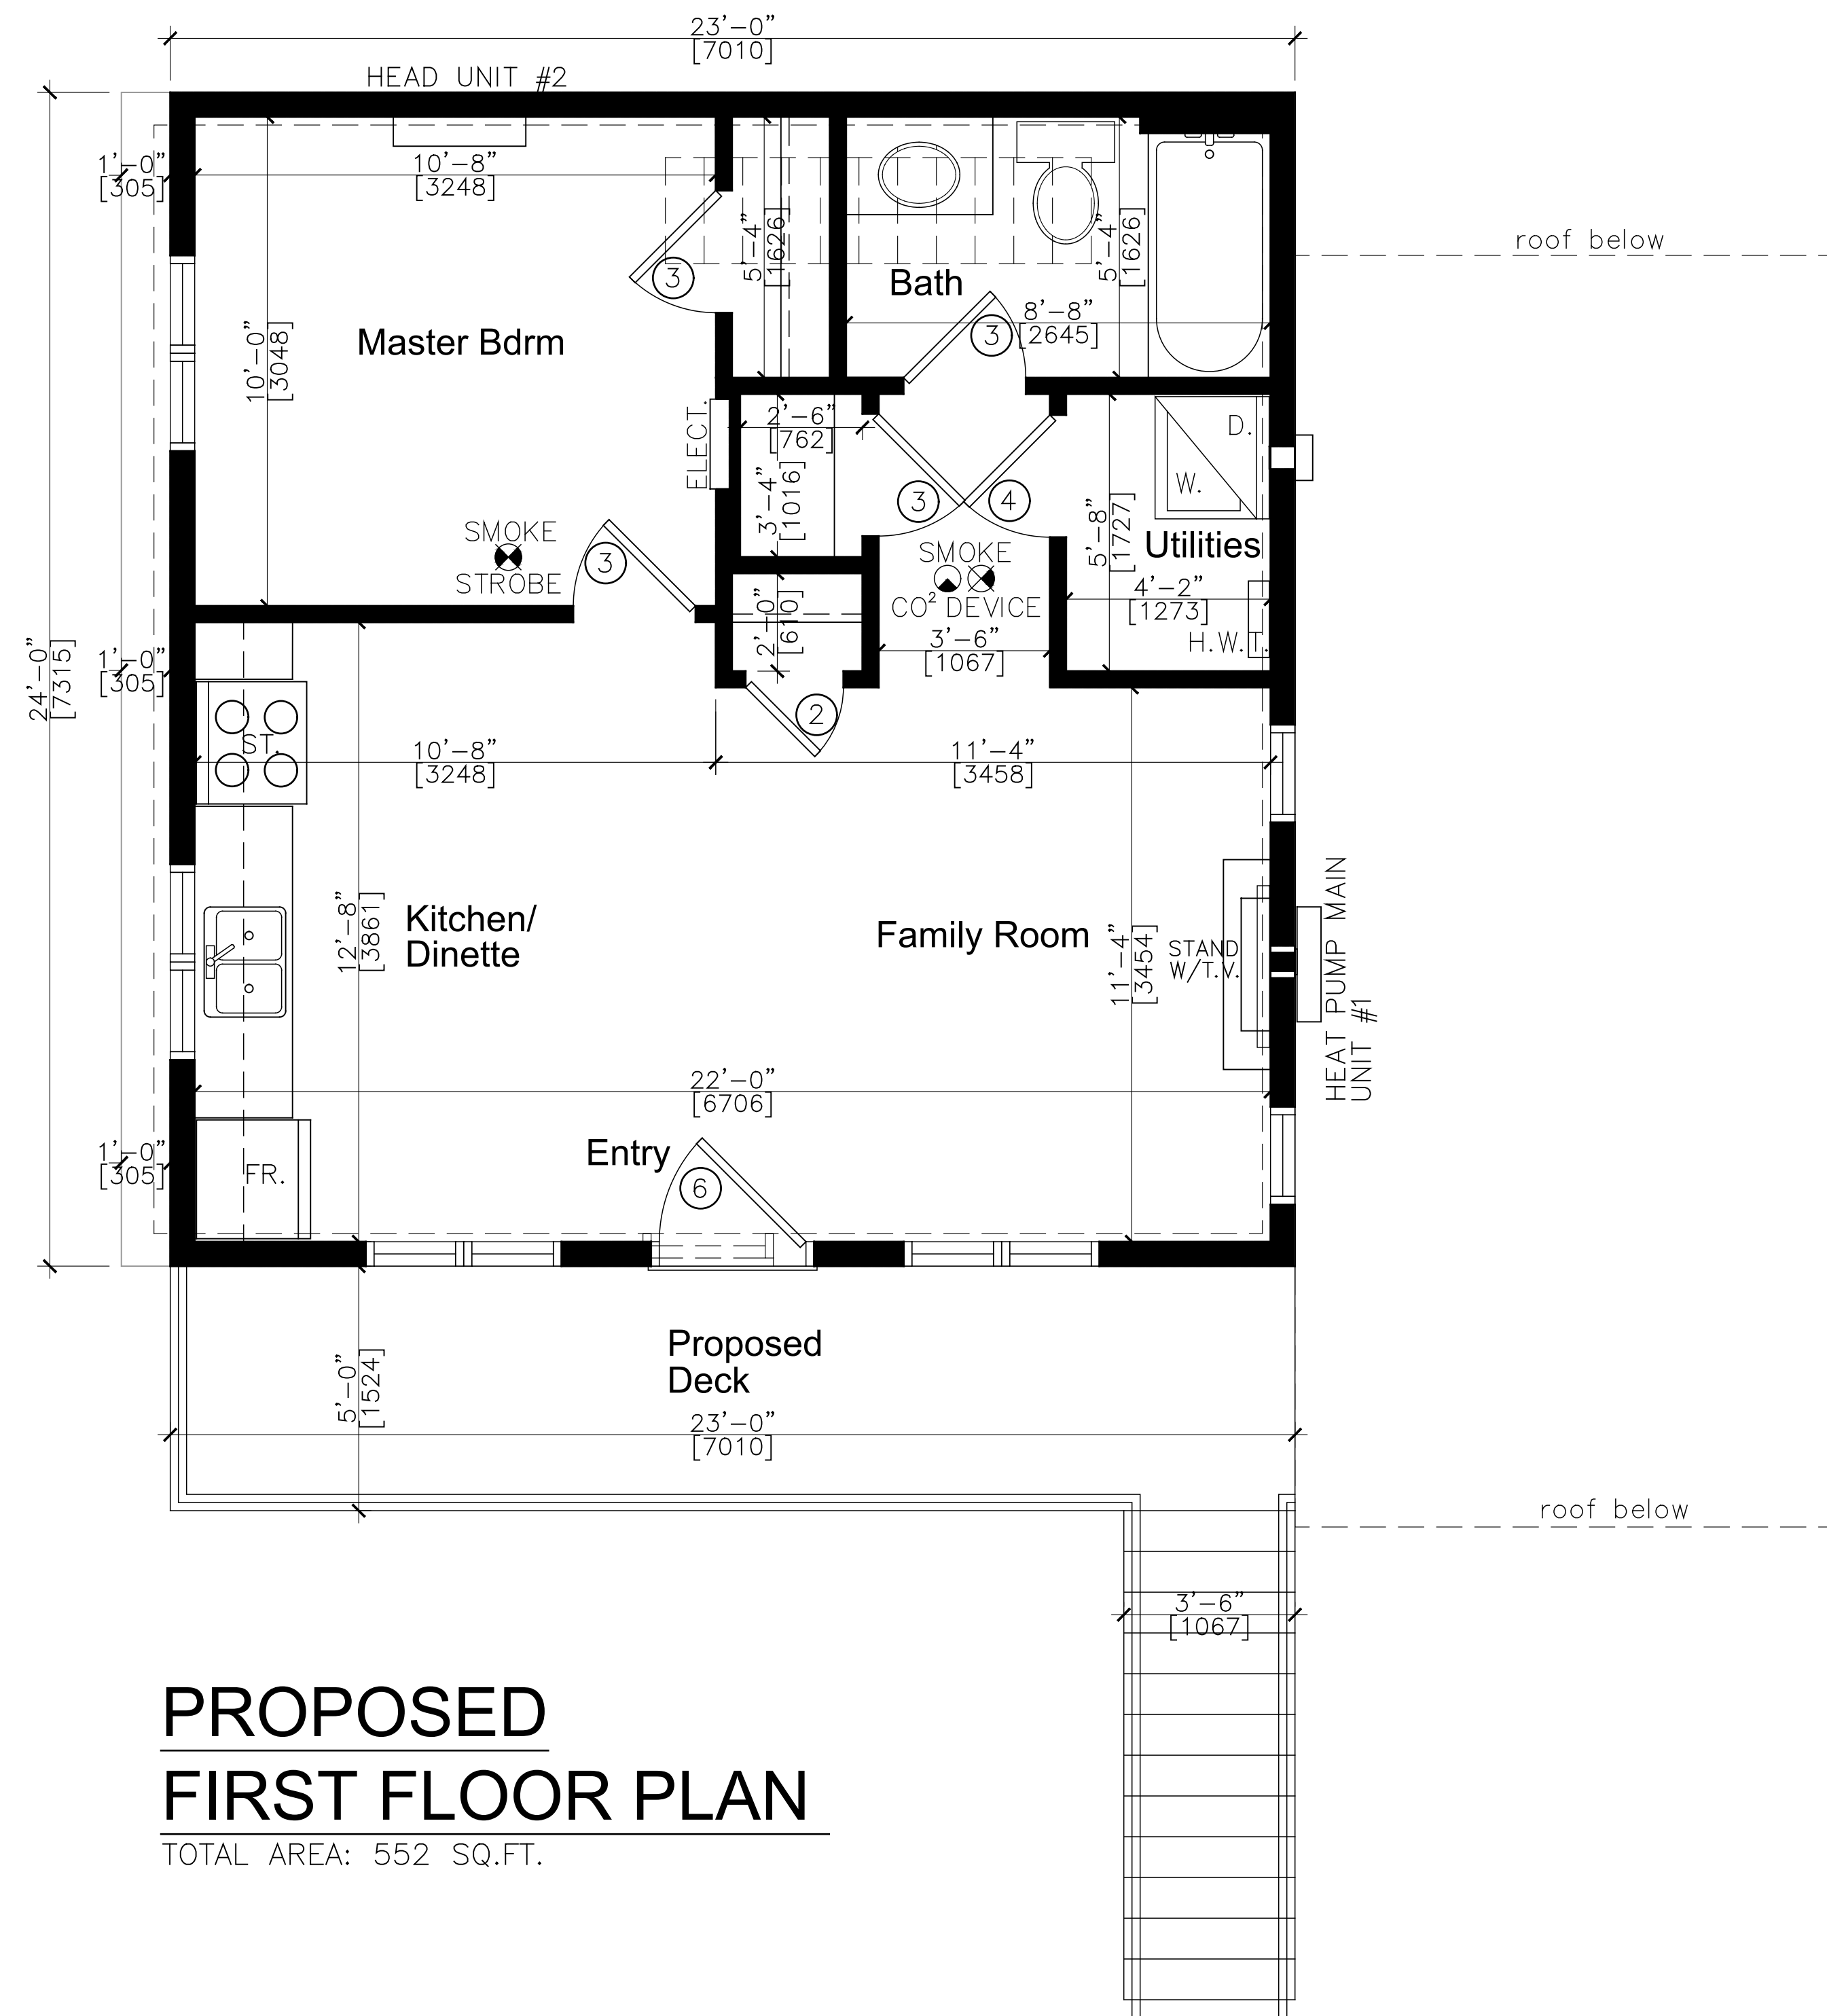 23'-0"
[7010]
HEAD UNIT #2
1'-0"
[305]
10'-8"
[3248]
5'-4"
[1626]
5'-4"
[1626]
roof below
3
Bath
8'-8"
[2645]
3
Master Bdrm
10'-0"
[3048]
ELECT.
2'-6"
[762]
D.
W.
3'-4"
[1016]
3
4
5'-8"
[1727]
SMOKE
STROBE
3
SMOKE
CO² DEVICE
Utilities
4'-2"
[1273]
H.W.T.
2'-0"
[610]
3'-6"
[1067]
24'-0"
[7315]
1'-0"
[305]
2
ST.
10'-8"
[3248]
11'-4"
[3458]
Kitchen/
Dinette
12'-8"
[3861]
Family Room
11'-4"
[3454]
STAND
W/T.V.
HEAT PUMP MAIN
UNIT #1
22'-0"
[6706]
1'-0"
[305]
Entry
FR.
6
Proposed
Deck
5'-0"
[1524]
23'-0"
[7010]
roof below
3'-6"
[1067]
PROPOSED
FIRST FLOOR PLAN
TOTAL AREA: 552 SQ.FT.